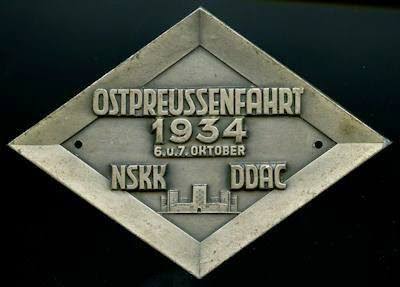 OSTPREUSSENFAHRT
1934
6.u.7. OKTOBER
NSKK DDAC